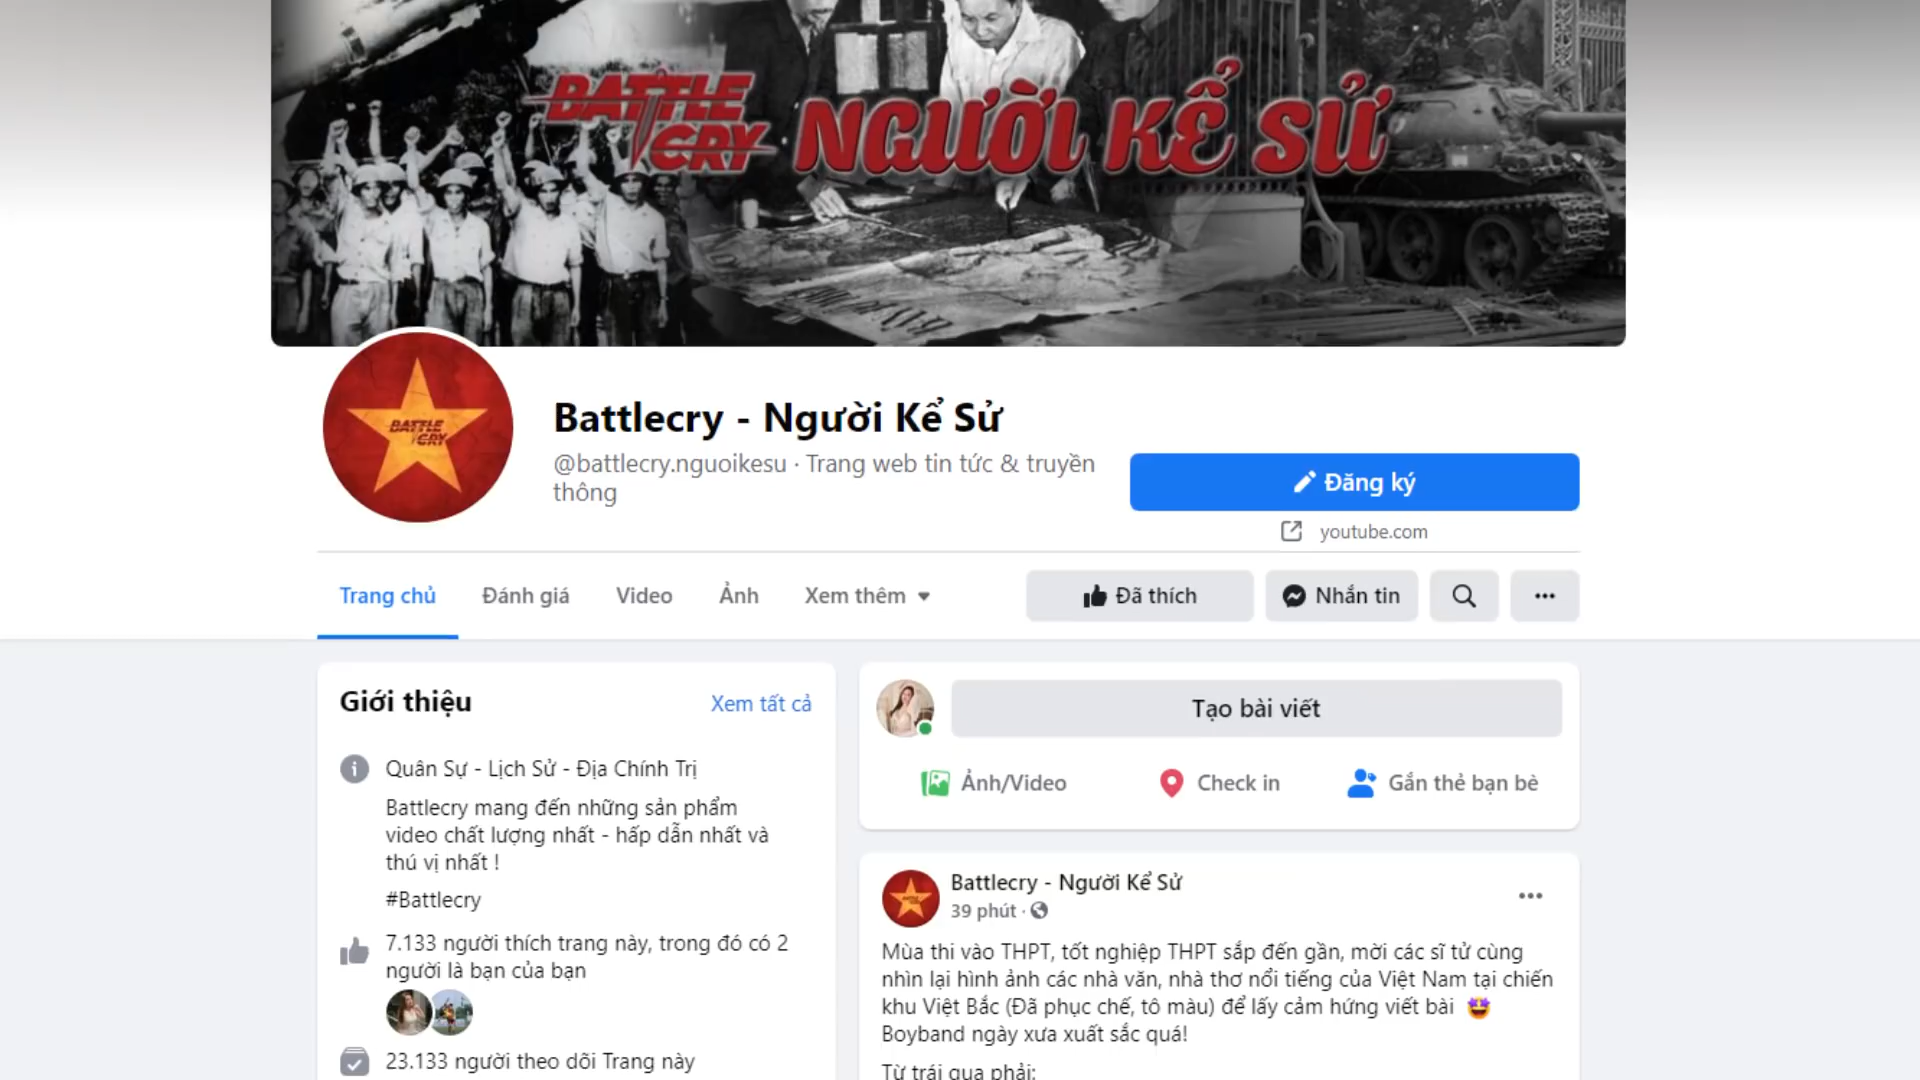 BATTLE CRY NGƯỜI KỂ SỬ
BATTLE
CRY
Battlecry - Người Kể Sử
@battlecry.nguoikesu · Trang web tin tức & truyền
thông
Đăng ký
youtube.com
Trang chủ Đánh giá Video Ảnh Xem thêm
Đã thích Nhắn tin
Giới thiệu Xem tất cả
Quân Sự - Lịch Sử - Địa Chính Trị
Battlecry mang đến những sản phẩm
video chất lượng nhất - hấp dẫn nhất và
thú vị nhất !
#Battlecry
7.133 người thích trang này, trong đó có 2
người là bạn của bạn
23.133 người theo dõi Trang này
Tạo bài viết
Ảnh/Video Check in Gắn thẻ bạn bè
Battlecry - Người Kể Sử
39 phút ·
Mùa thi vào THPT, tốt nghiệp THPT sắp đến gần, mời các sĩ tử cùng
nhìn lại hình ảnh các nhà văn, nhà thơ nổi tiếng của Việt Nam tại chiến
khu Việt Bắc (Đã phục chế, tô màu) để lấy cảm hứng viết bài 🤩
Boyband ngày xưa xuất sắc quá!
Từ trái qua phải: